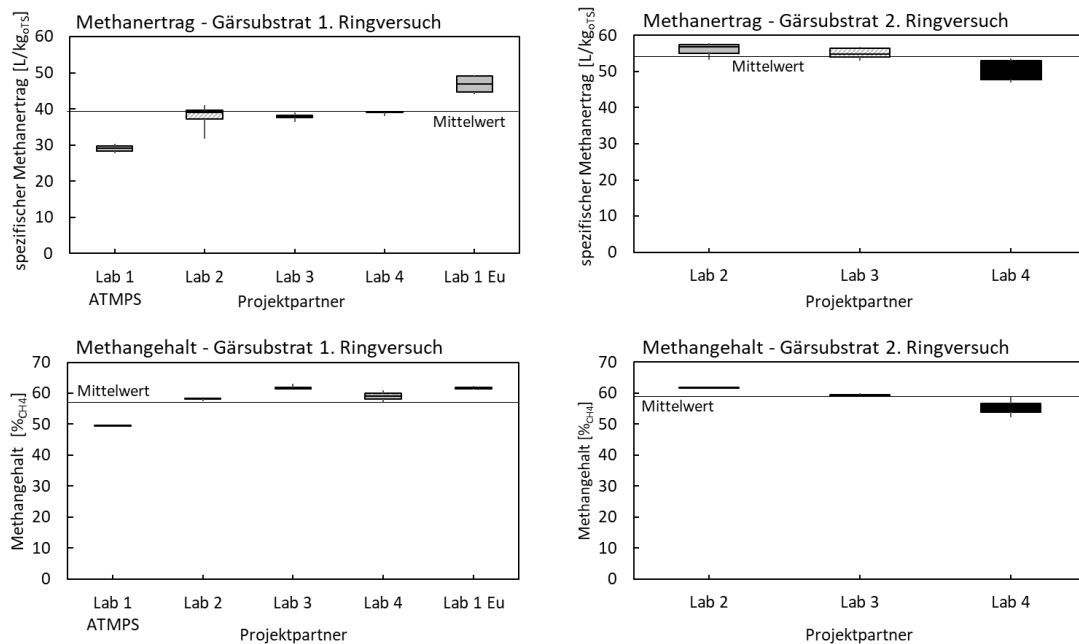 Methanertrag - Gärsubstrat 1. Ringversuch
spezifischer Methanertrag [L/kgoTS]
60
50
40
30
20
10
0
Mittelwert
Lab 1
ATMPS
Lab 2
Lab 3
Lab 4
Lab 1 Eu
Projektpartner
Methanertrag - Gärsubstrat 2. Ringversuch
spezifischer Methanertrag [L/kgoTS]
60
50
40
30
20
10
0
Mittelwert
Lab 2
Lab 3
Lab 4
Projektpartner
Methangehalt - Gärsubstrat 1. Ringversuch
Methangehalt [%CH4]
70
60
50
40
30
20
10
0
Mittelwert
Lab 1
ATMPS
Lab 2
Lab 3
Lab 4
Lab 1 Eu
Projektpartner
Methangehalt - Gärsubstrat 2. Ringversuch
Methangehalt [%CH4]
70
60
50
40
30
20
10
0
Mittelwert
Lab 2
Lab 3
Lab 4
Projektpartner